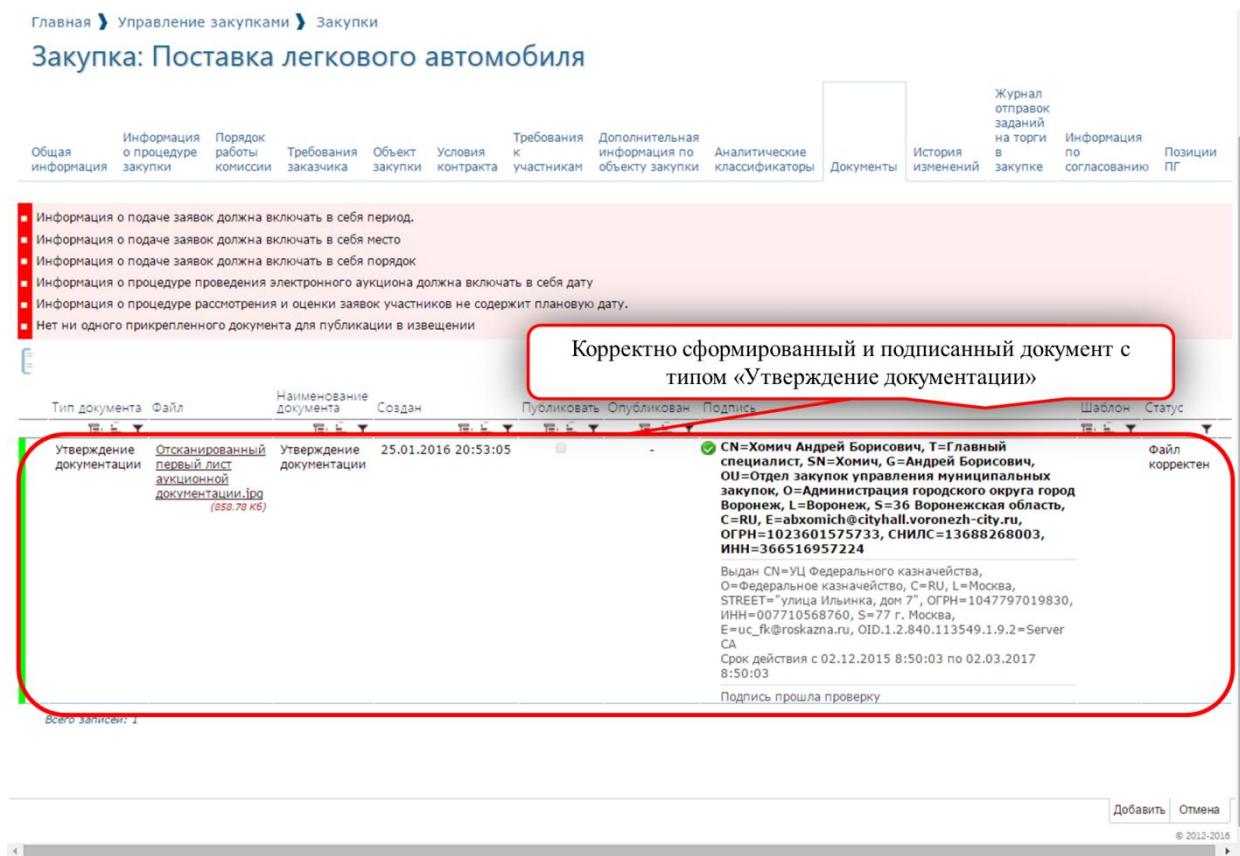 Главная ❱ Управление закупками ❱ Закупки
Закупка: Поставка легкового автомобиля
Общая информация
Информация о процедуре закупки
Порядок работы комиссии
Требования заказчика
Объект закупки
Условия контракта
Требования к участникам
Дополнительная информация по объекту закупки
Аналитические классификаторы
Документы
История изменений
Журнал отправок заданий на торги в закупке
Информация по согласованию
Позиции ПГ
Информация о подаче заявок должна включать в себя период.
Информация о подаче заявок должна включать в себя место
Информация о подаче заявок должна включать в себя порядок
Информация о процедуре проведения электронного аукциона должна включать в себя дату
Информация о процедуре рассмотрения и оценки заявок участников не содержит плановую дату.
Нет ни одного прикрепленного документа для публикации в извещении
Корректно сформированный и подписанный документ с
типом «Утверждение документации»
Тип документа Файл Наименование документа Создан Публиковать Опубликован Подпись Шаблон Статус
Утверждение
документации
Отсканированный
первый лист
аукционной
документации.jpg
(858.78 Кб)
Утверждение
документации
25.01.2016 20:53:05
-
CN=Хомич Андрей Борисович, T=Главный
специалист, SN=Хомич, G=Андрей Борисович,
OU=Отдел закупок управления муниципальных
закупок, O=Администрация городского округа город
Воронеж, L=Воронеж, S=36 Воронежская область,
C=RU, E=abxomich@cityhall.voronezh-city.ru,
ОГРН=1023601575733, СНИЛС=13688268003,
ИНН=366516957224
Выдан CN=УЦ Федерального казначейства,
O=Федеральное казначейство, C=RU, L=Москва,
STREET="улица Ильинка, дом 7", ОГРН=1047797019830,
ИНН=007710568760, S=77 г. Москва,
E=uc_fk@roskazna.ru, OID.1.2.840.113549.1.9.2=Server
CA
Срок действия с 02.12.2015 8:50:03 по 02.03.2017
8:50:03
Подпись прошла проверку
Файл
корректен
Всего записей: 1
Добавить Отмена
© 2012-2016